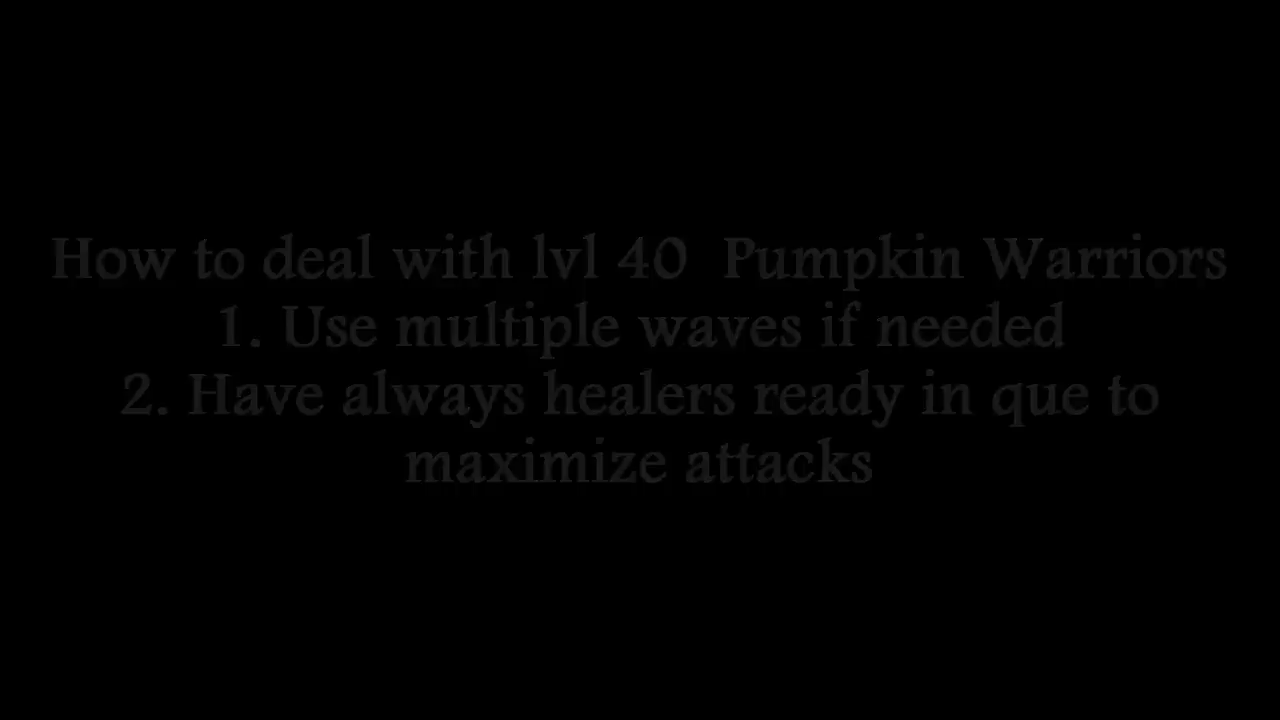 How to deal with lvl 40 Pumpkin Warriors
1. Use multiple waves if needed
2. Have always healers ready in que to
maximize attacks